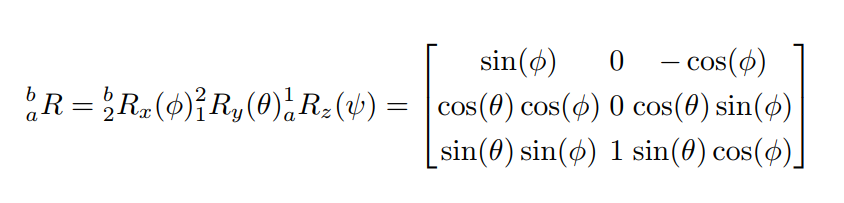 $^{b}_{a}R = {}^{b}_{2}R_x(\phi){}^{2}_{1}R_y(\theta){}^{1}_{a}R_z(\psi) = \begin{bmatrix} \sin(\phi) & 0 & -\cos(\phi) \\ \cos(\theta)\cos(\phi) & 0 & \cos(\theta)\sin(\phi) \\ \sin(\theta)\sin(\phi) & 1 & \sin(\theta)\cos(\phi) \end{bmatrix}$